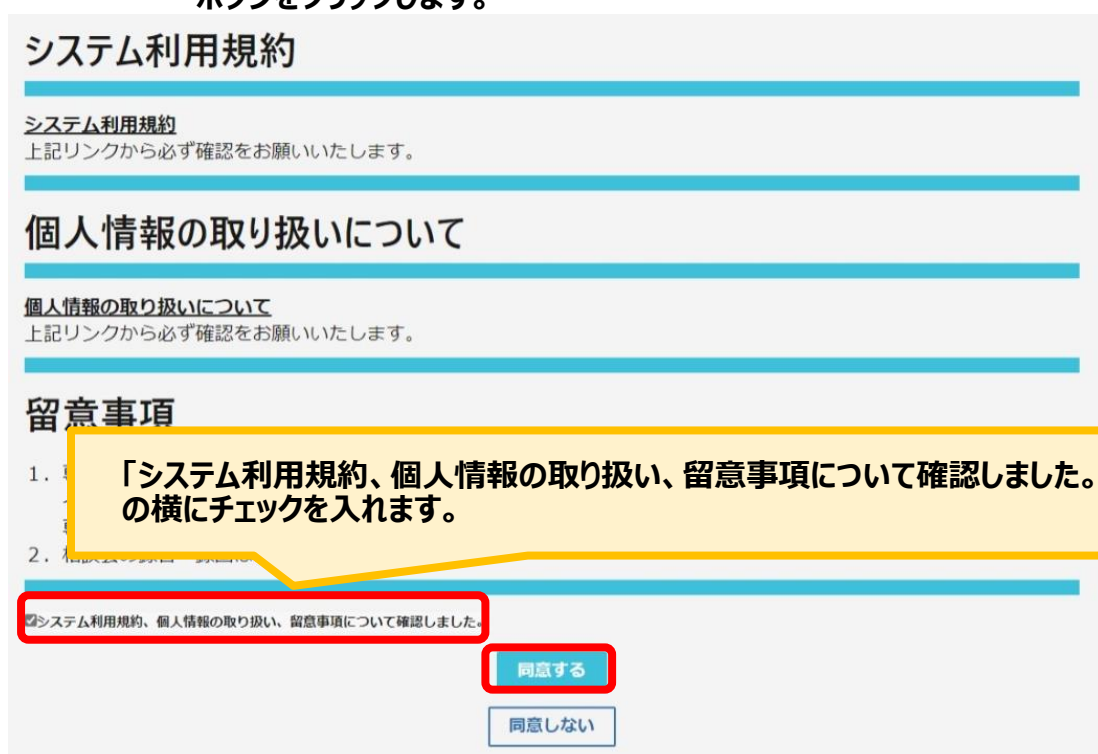 ボタンをクリックします。
システム利用規約
システム利用規約
上記リンクから必ず確認をお願いいたします。
個人情報の取り扱いについて
個人情報の取り扱いについて
上記リンクから必ず確認をお願いいたします。
留意事項
1.
「システム利用規約、個人情報の取り扱い、留意事項について確認しました。
の横にチェックを入れます。
2.
システム利用規約、個人情報の取り扱い、留意事項について確認しました。
同意する
同意しない